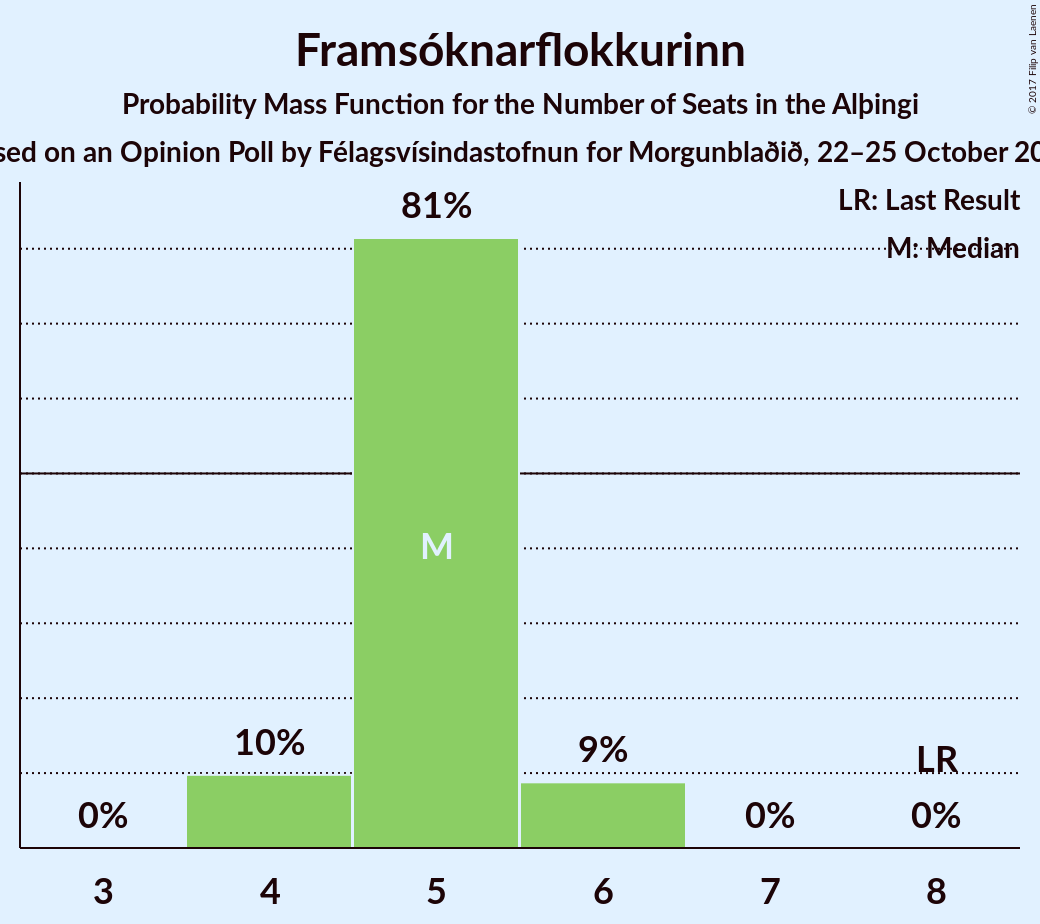 Framsóknarflokkurinn
Probability Mass Function for the Number of Seats in the Alþingi
on an Opinion Poll by Félagsvísindastofnun for Morgunblaðið, 22–25 October
© 2017 Filip van Laenen
LR: Last Result
M: Median
81%
M
10%
9%
LR
0%
0%
0%
3
4
5
6
7
8